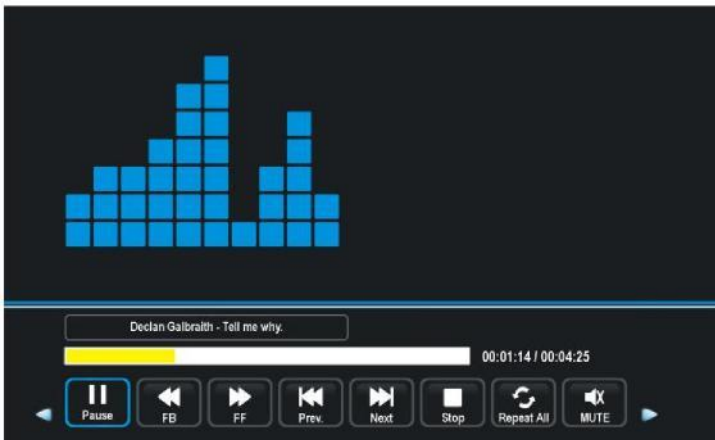 Declan Galbraith - Tell me why.
00:01:14 / 00:04:25
Pause FB FF Prev. Next Stop Repeat All MUTE